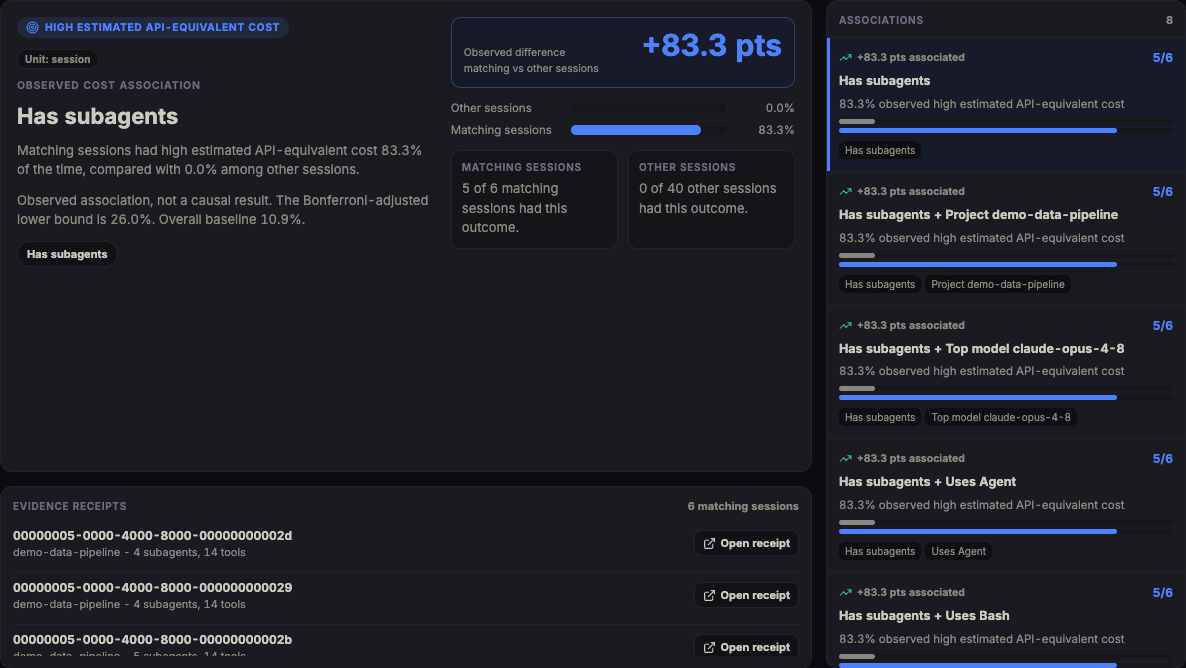 HIGH ESTIMATED API-EQUIVALENT COST
Unit: session
OBSERVED COST ASSOCIATION
Has subagents
Matching sessions had high estimated API-equivalent cost 83.3%
of the time, compared with 0.0% among other sessions.
Observed association, not a causal result. The Bonferroni-adjusted
lower bound is 26.0%. Overall baseline 10.9%.
Has subagents
Observed difference
matching vs other sessions
+83.3 pts
Other sessions 0.0%
Matching sessions 83.3%
MATCHING SESSIONS
5 of 6 matching
sessions had this
outcome.
OTHER SESSIONS
0 of 40 other sessions
had this outcome.
EVIDENCE RECEIPTS
6 matching sessions
00000005-0000-4000-8000-00000000002d
demo-data-pipeline - 4 subagents, 14 tools
Open receipt
00000005-0000-4000-8000-000000000029
demo-data-pipeline - 4 subagents, 14 tools
Open receipt
00000005-0000-4000-8000-00000000002b
demo-data-pipeline - 5 subagents, 14 tools
Open receipt
ASSOCIATIONS 8
+83.3 pts associated 5/6
Has subagents
83.3% observed high estimated API-equivalent cost
Has subagents
+83.3 pts associated 5/6
Has subagents + Project demo-data-pipeline
83.3% observed high estimated API-equivalent cost
Has subagents Project demo-data-pipeline
+83.3 pts associated 5/6
Has subagents + Top model claude-opus-4-8
83.3% observed high estimated API-equivalent cost
Has subagents Top model claude-opus-4-8
+83.3 pts associated 5/6
Has subagents + Uses Agent
83.3% observed high estimated API-equivalent cost
Has subagents Uses Agent
+83.3 pts associated 5/6
Has subagents + Uses Bash
83.3% observed high estimated API-equivalent cost